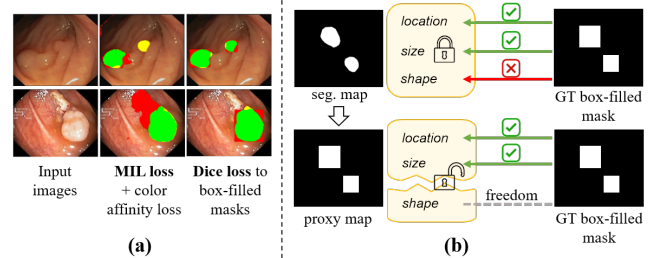 Input
images
MIL loss
+ color
affinity loss
Dice loss to
box-filled
masks
(a)
location
size
shape
seg. map
GT box-filled
mask
location
size
shape
freedom
proxy map
GT box-filled
mask
(b)